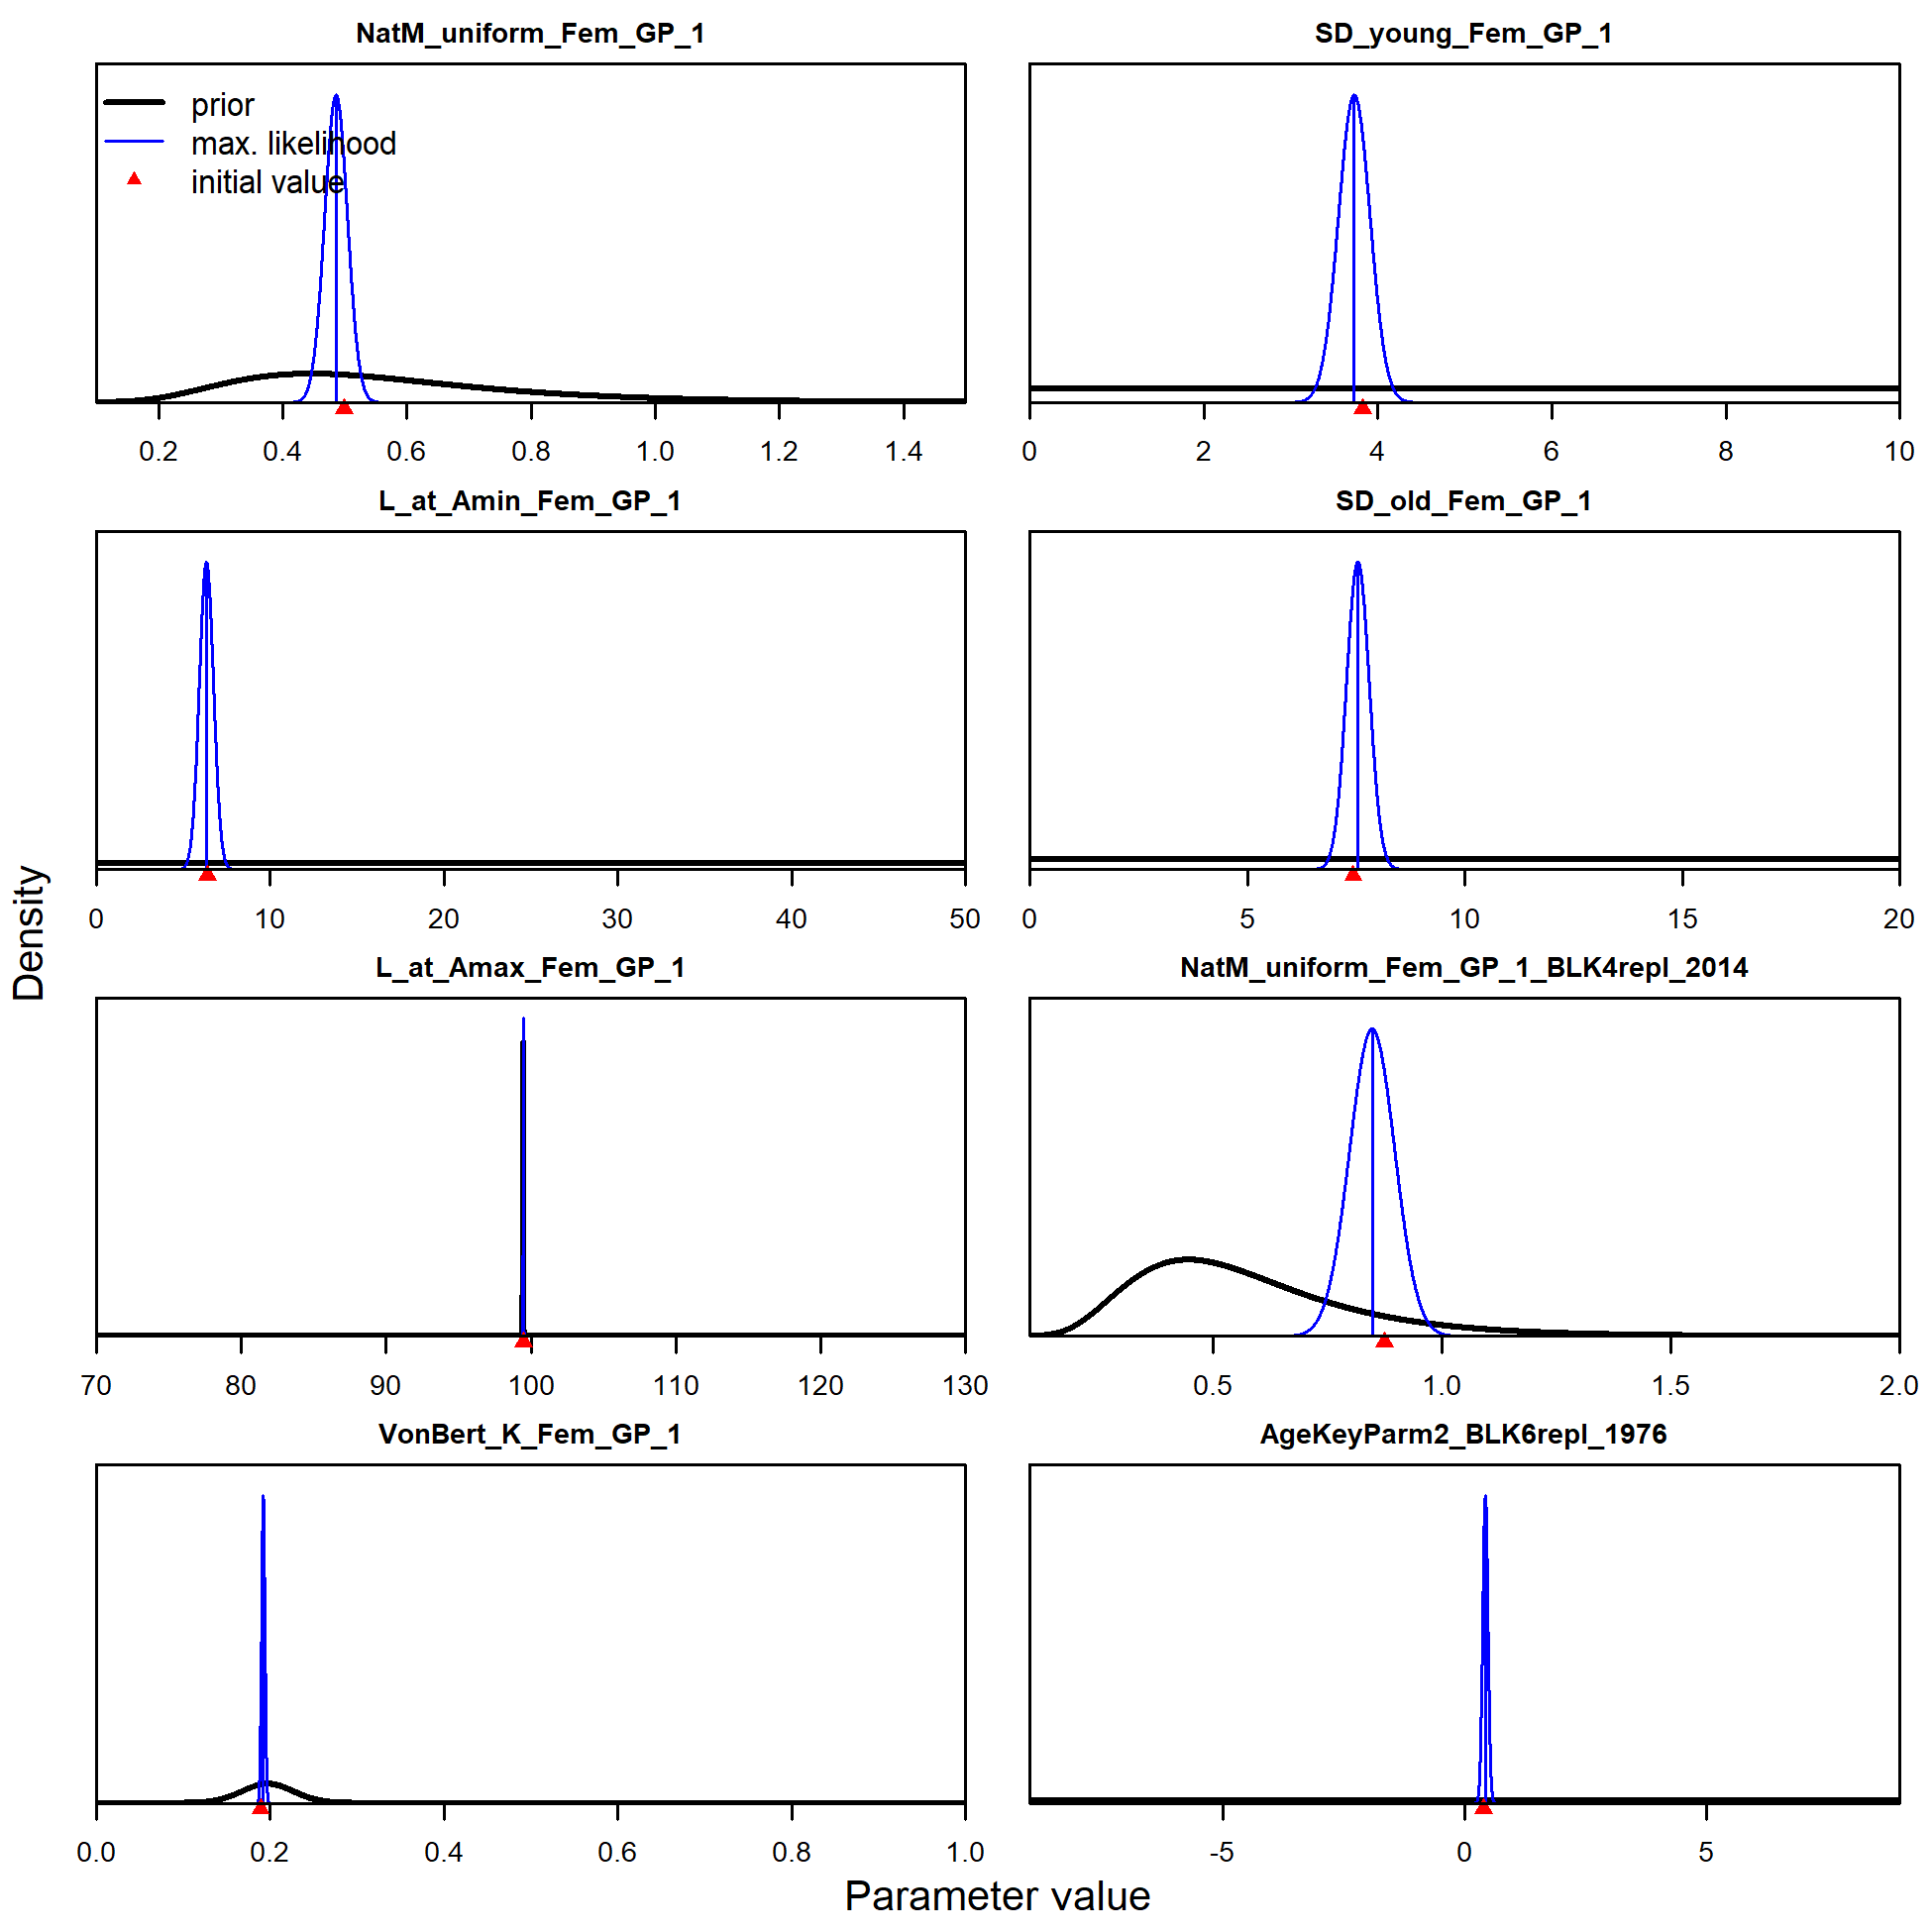 NatM_uniform_Fem_GP_1
prior
max. likelihood
initial value
0.2 0.4 0.6 0.8 1.0 1.2 1.4
SD_young_Fem_GP_1
0 2 4 6 8 10
L_at_Amin_Fem_GP_1
0 10 20 30 40 50
SD_old_Fem_GP_1
0 5 10 15 20
Density
L_at_Amax_Fem_GP_1
70 80 90 100 110 120 130
NatM_uniform_Fem_GP_1_BLK4repl_2014
0.5 1.0 1.5 2.0
VonBert_K_Fem_GP_1
0.0 0.2 0.4 0.6 0.8 1.0
AgeKeyParm2_BLK6repl_1976
-5 0 5
Parameter value